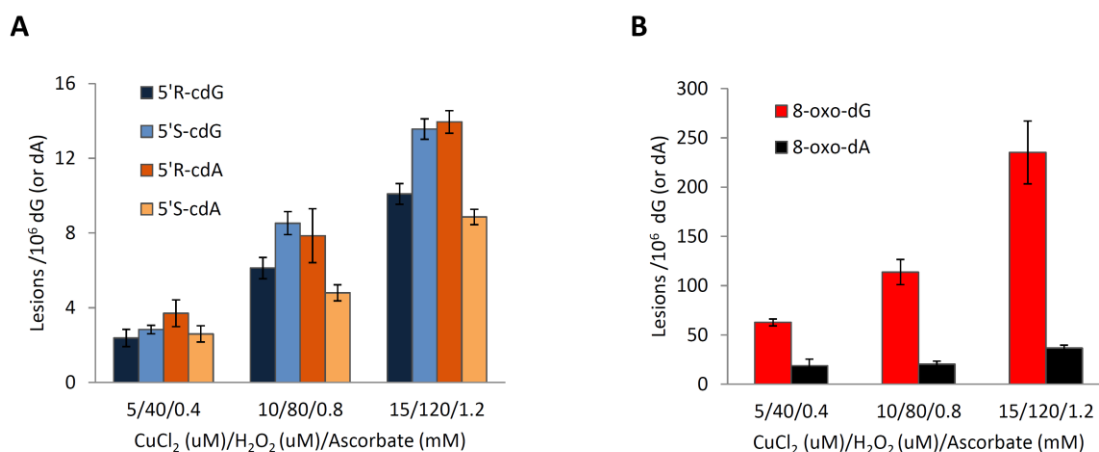 A
Lesions /10⁶ dG (or dA)
16
12
8
4
0
5'R-cdG
5'S-cdG
5'R-cdA
5'S-cdA
5/40/0.4
10/80/0.8
15/120/1.2
CuCl₂ (uM)/H₂O₂ (uM)/Ascorbate (mM)
B
Lesions /10⁶ dG (or dA)
300
250
200
150
100
50
0
8-oxo-dG
8-oxo-dA
5/40/0.4
10/80/0.8
15/120/1.2
CuCl₂ (uM)/H₂O₂ (uM)/Ascorbate (mM)